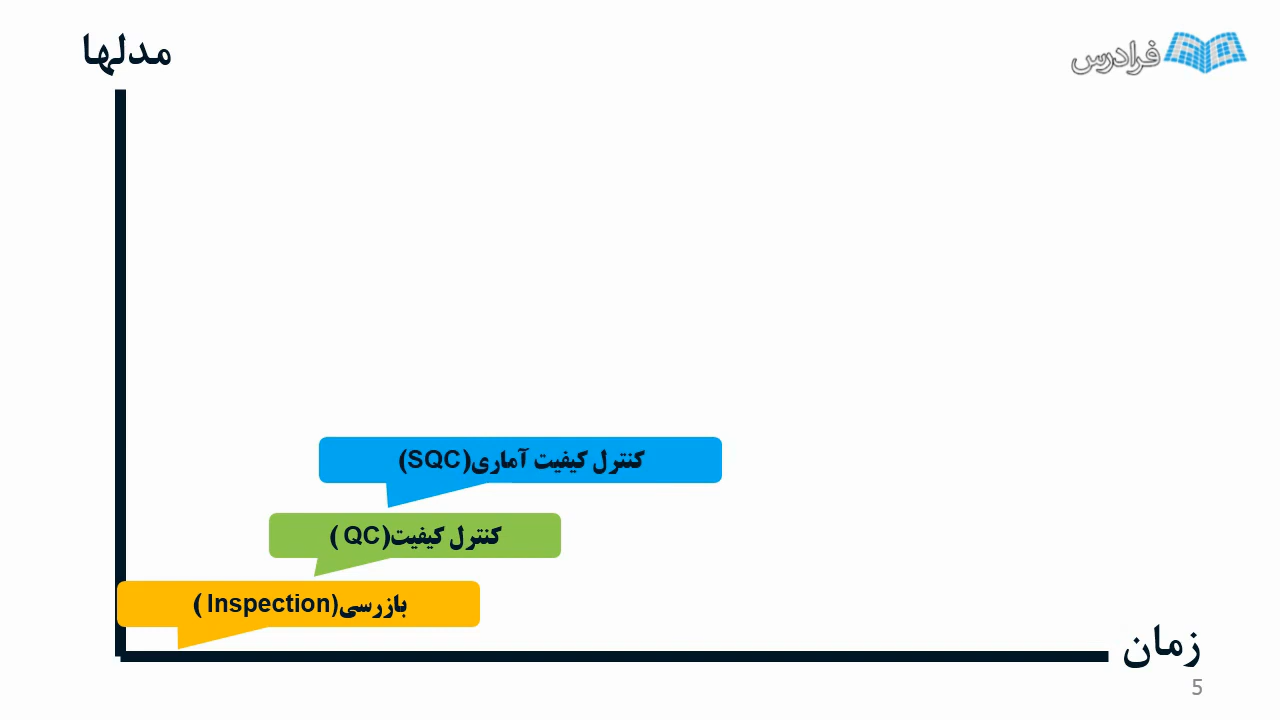 مدلها
فرادرس
کنترل کیفیت آماری(SQC)
کنترل کیفیت(QC )
بازرسی(Inspection )
زمان
5